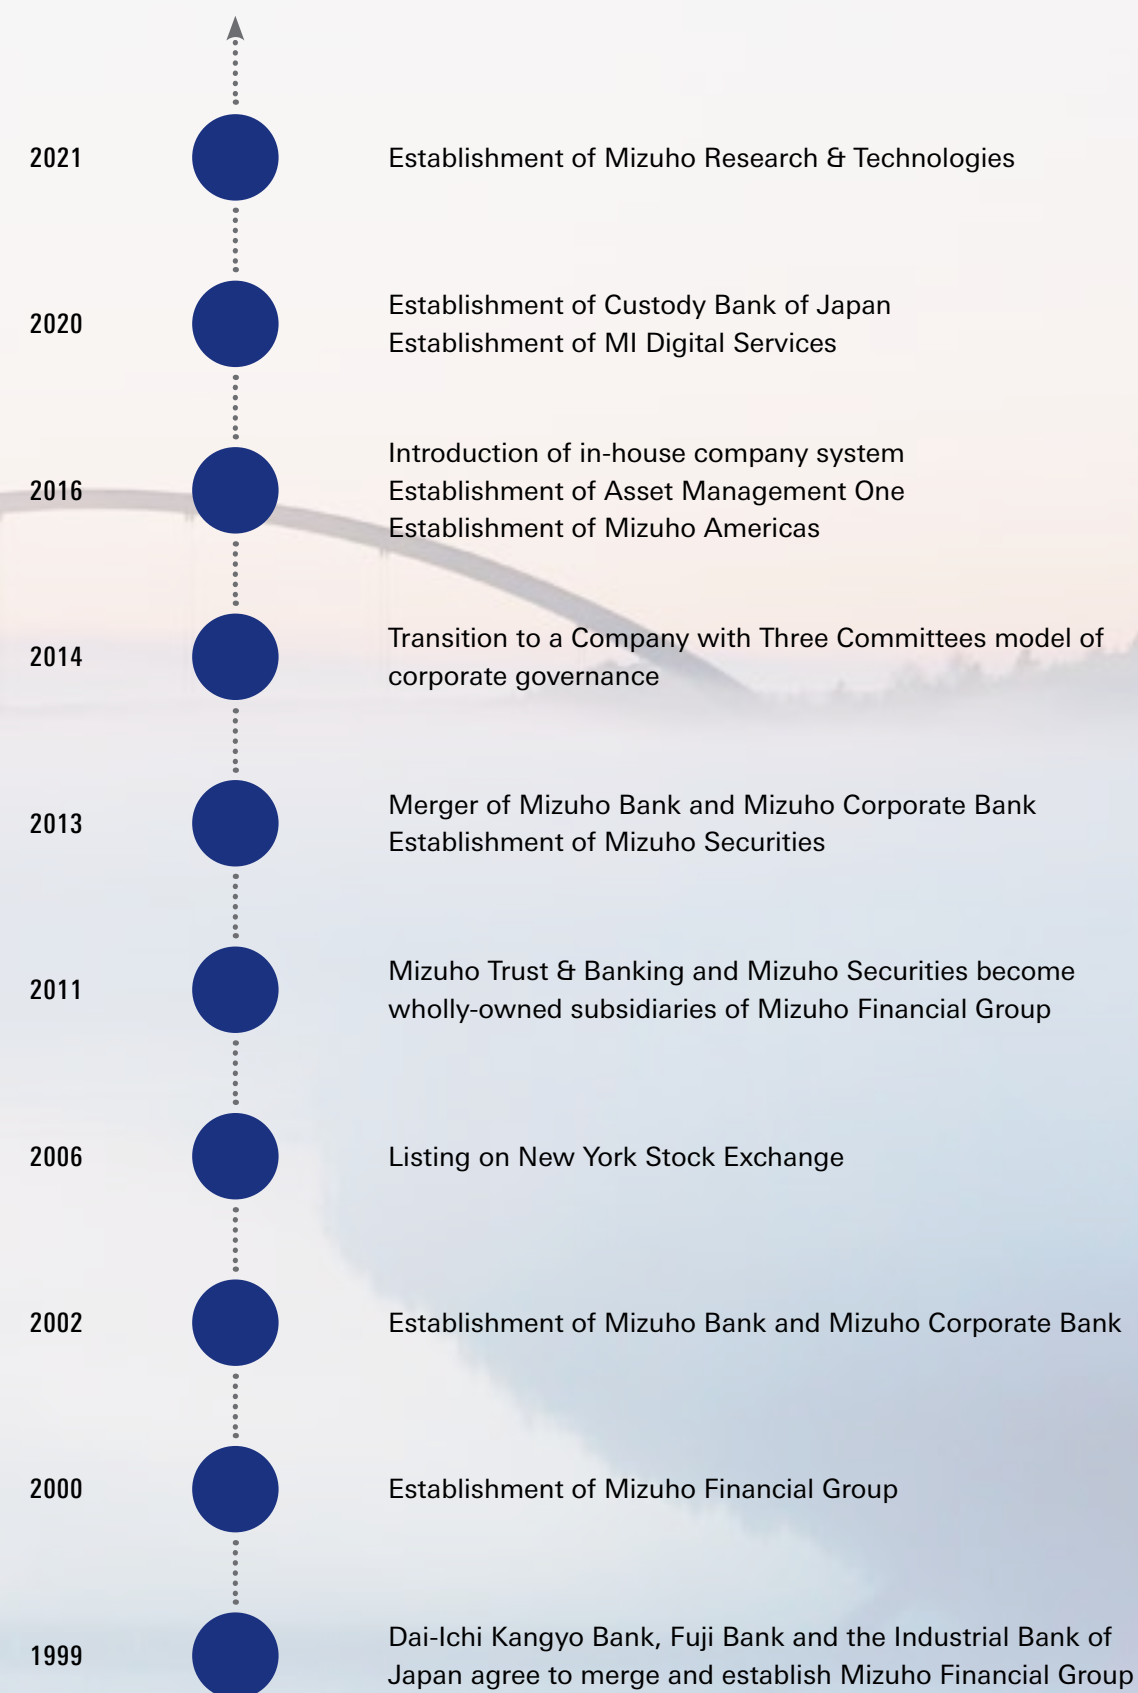 2021
Establishment of Mizuho Research & Technologies
2020
Establishment of Custody Bank of Japan
Establishment of MI Digital Services
2016
Introduction of in-house company system
Establishment of Asset Management One
Establishment of Mizuho Americas
2014
Transition to a Company with Three Committees model of
corporate governance
2013
Merger of Mizuho Bank and Mizuho Corporate Bank
Establishment of Mizuho Securities
2011
Mizuho Trust & Banking and Mizuho Securities become
wholly-owned subsidiaries of Mizuho Financial Group
2006
Listing on New York Stock Exchange
2002
Establishment of Mizuho Bank and Mizuho Corporate Bank
2000
Establishment of Mizuho Financial Group
1999
Dai-Ichi Kangyo Bank, Fuji Bank and the Industrial Bank of
Japan agree to merge and establish Mizuho Financial Group